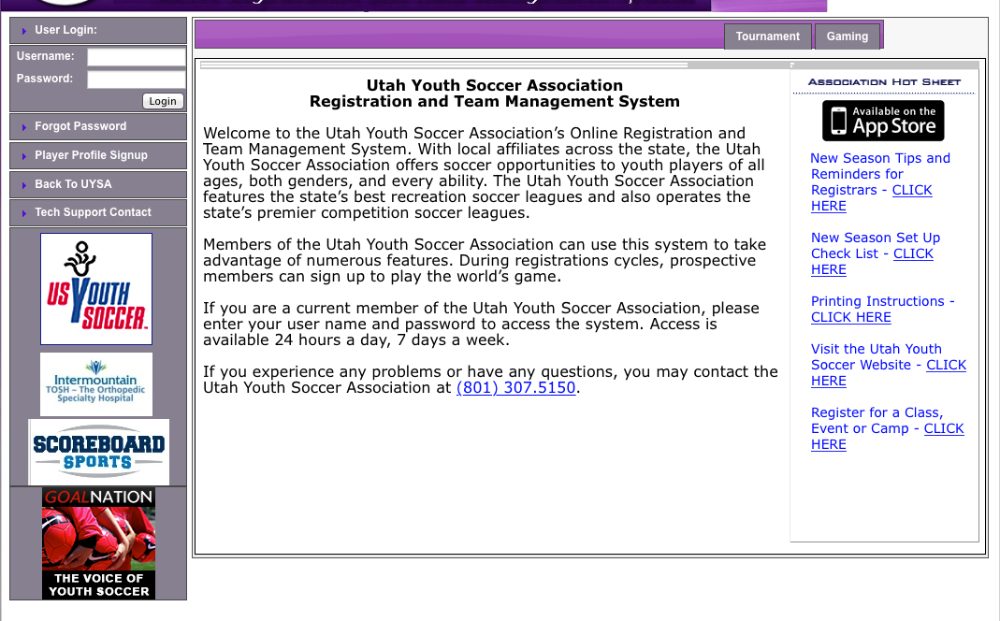 User Login:
Username:
Password:
Login
Forgot Password
Player Profile Signup
Back To UYSA
Tech Support Contact
US YOUTH SOCCER
Intermountain
TOSH – The Orthopedic
Specialty Hospital
SCOREBOARD
SPORTS
GOALNATION
THE VOICE OF
YOUTH SOCCER
Tournament
Gaming
Utah Youth Soccer Association
Registration and Team Management System
Welcome to the Utah Youth Soccer Association’s Online Registration and
Team Management System. With local affiliates across the state, the Utah
Youth Soccer Association offers soccer opportunities to youth players of all
ages, both genders, and every ability. The Utah Youth Soccer Association
features the state’s best recreation soccer leagues and also operates the
state’s premier competition soccer leagues.
Members of the Utah Youth Soccer Association can use this system to take
advantage of numerous features. During registrations cycles, prospective
members can sign up to play the world’s game.
If you are a current member of the Utah Youth Soccer Association, please
enter your user name and password to access the system. Access is
available 24 hours a day, 7 days a week.
If you experience any problems or have any questions, you may contact the
Utah Youth Soccer Association at (801) 307.5150.
Association Hot Sheet
Available on the
App Store
New Season Tips and
Reminders for
Registrars - CLICK
HERE
New Season Set Up
Check List - CLICK
HERE
Printing Instructions -
CLICK HERE
Visit the Utah Youth
Soccer Website - CLICK
HERE
Register for a Class,
Event or Camp - CLICK
HERE